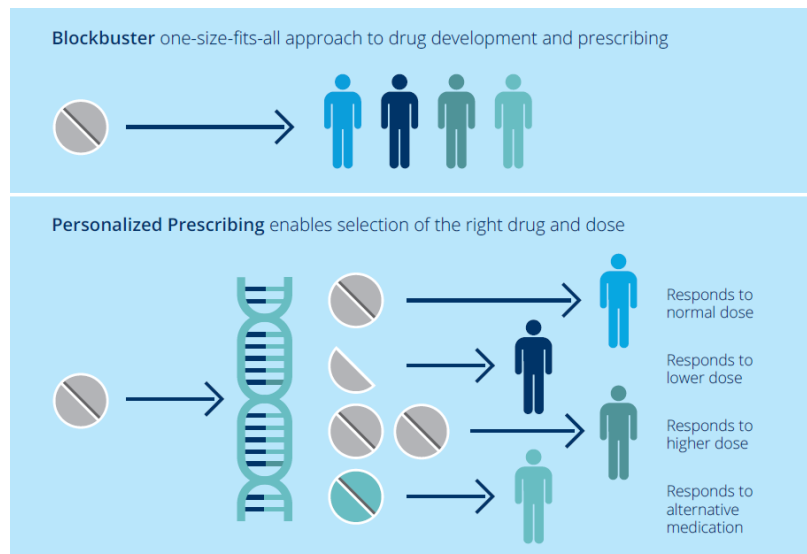 Blockbuster one-size-fits-all approach to drug development and prescribing
Personalized Prescribing enables selection of the right drug and dose
Responds to
normal dose
Responds to
lower dose
Responds to
higher dose
Responds to
alternative
medication